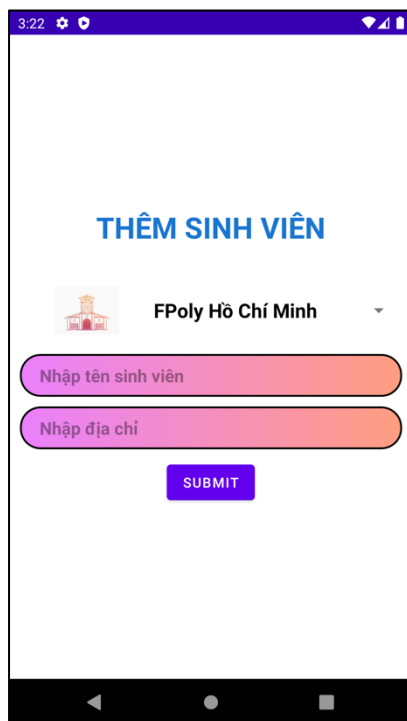 3:22
THÊM SINH VIÊN
FPoly Hồ Chí Minh
Nhập tên sinh viên
Nhập địa chỉ
SUBMIT